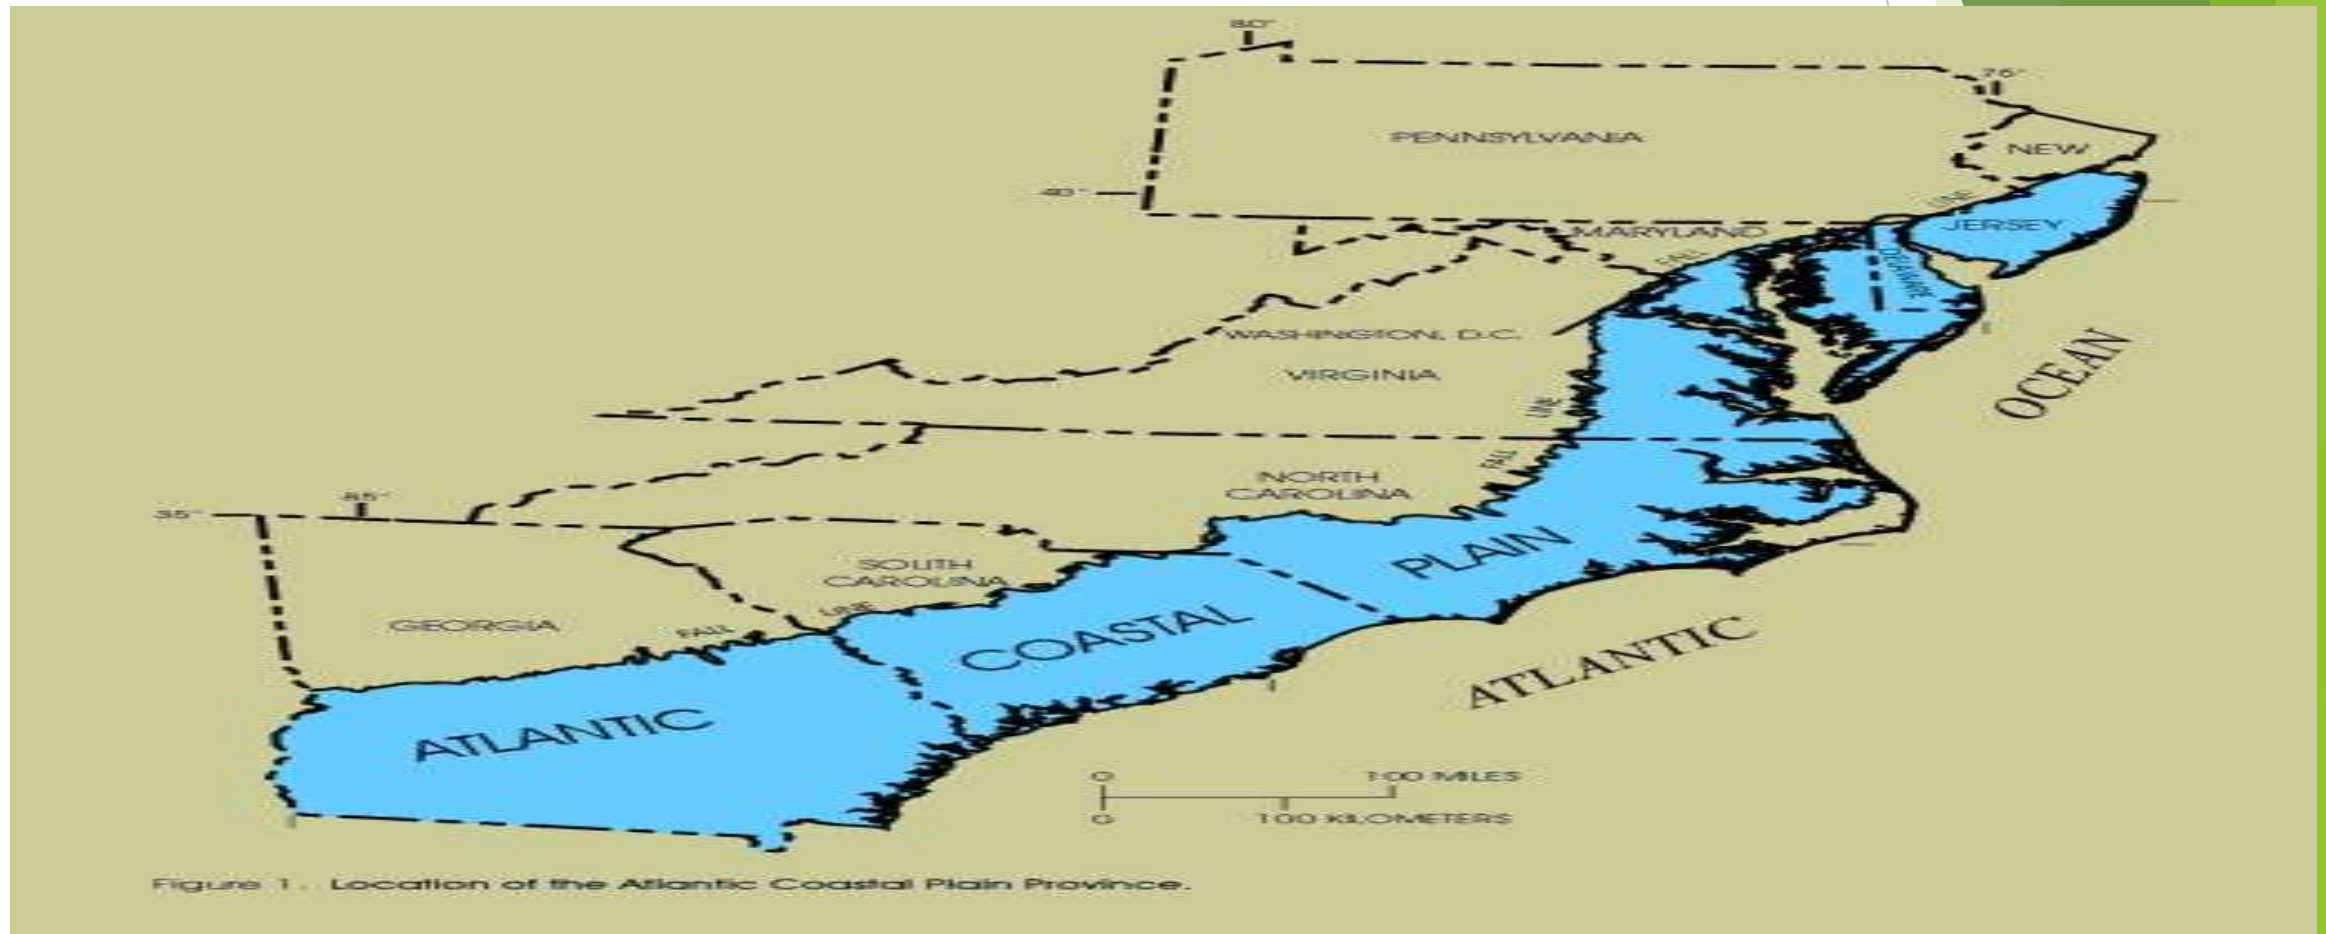 80°
75°
PENNSYLVANIA
NEW
40°
LINE
JERSEY
MARYLAND
FALL
DELAWARE
WASHINGTON, D.C.
OCEAN
VIRGINIA
LINE
FALL
NORTH
CAROLINA
85°
35°
PLAIN
SOUTH
CAROLINA
LINE
COASTAL
GEORGIA
FALL
ATLANTIC
ATLANTIC
0 100 MILES
0 100 KILOMETERS
Figure 1. Location of the Atlantic Coastal Plain Province.